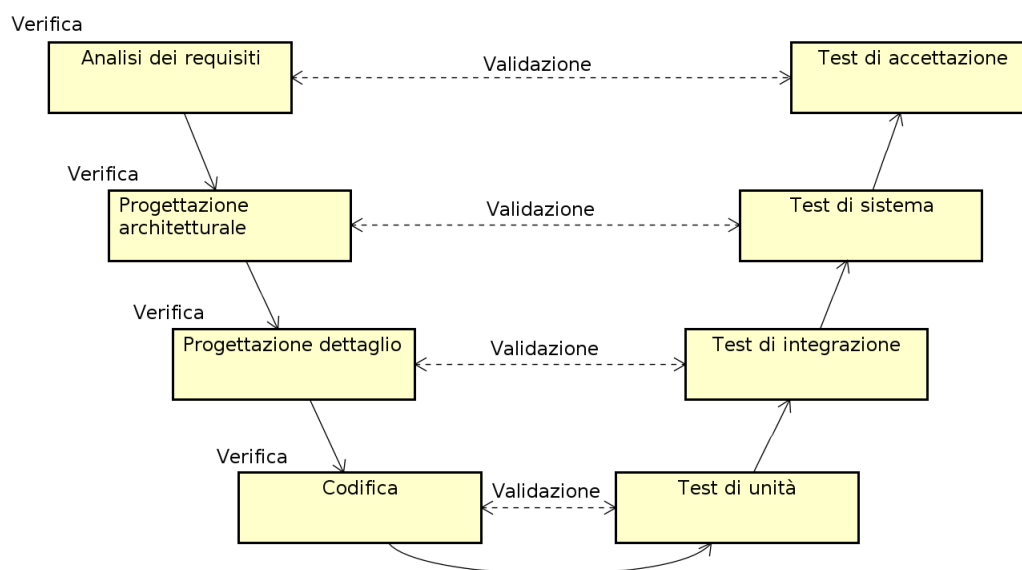 Verifica
Analisi dei requisiti
Validazione
Test di accettazione
Verifica
Progettazione
architetturale
Validazione
Test di sistema
Verifica
Progettazione dettaglio
Validazione
Test di integrazione
Verifica
Codifica
Validazione
Test di unità